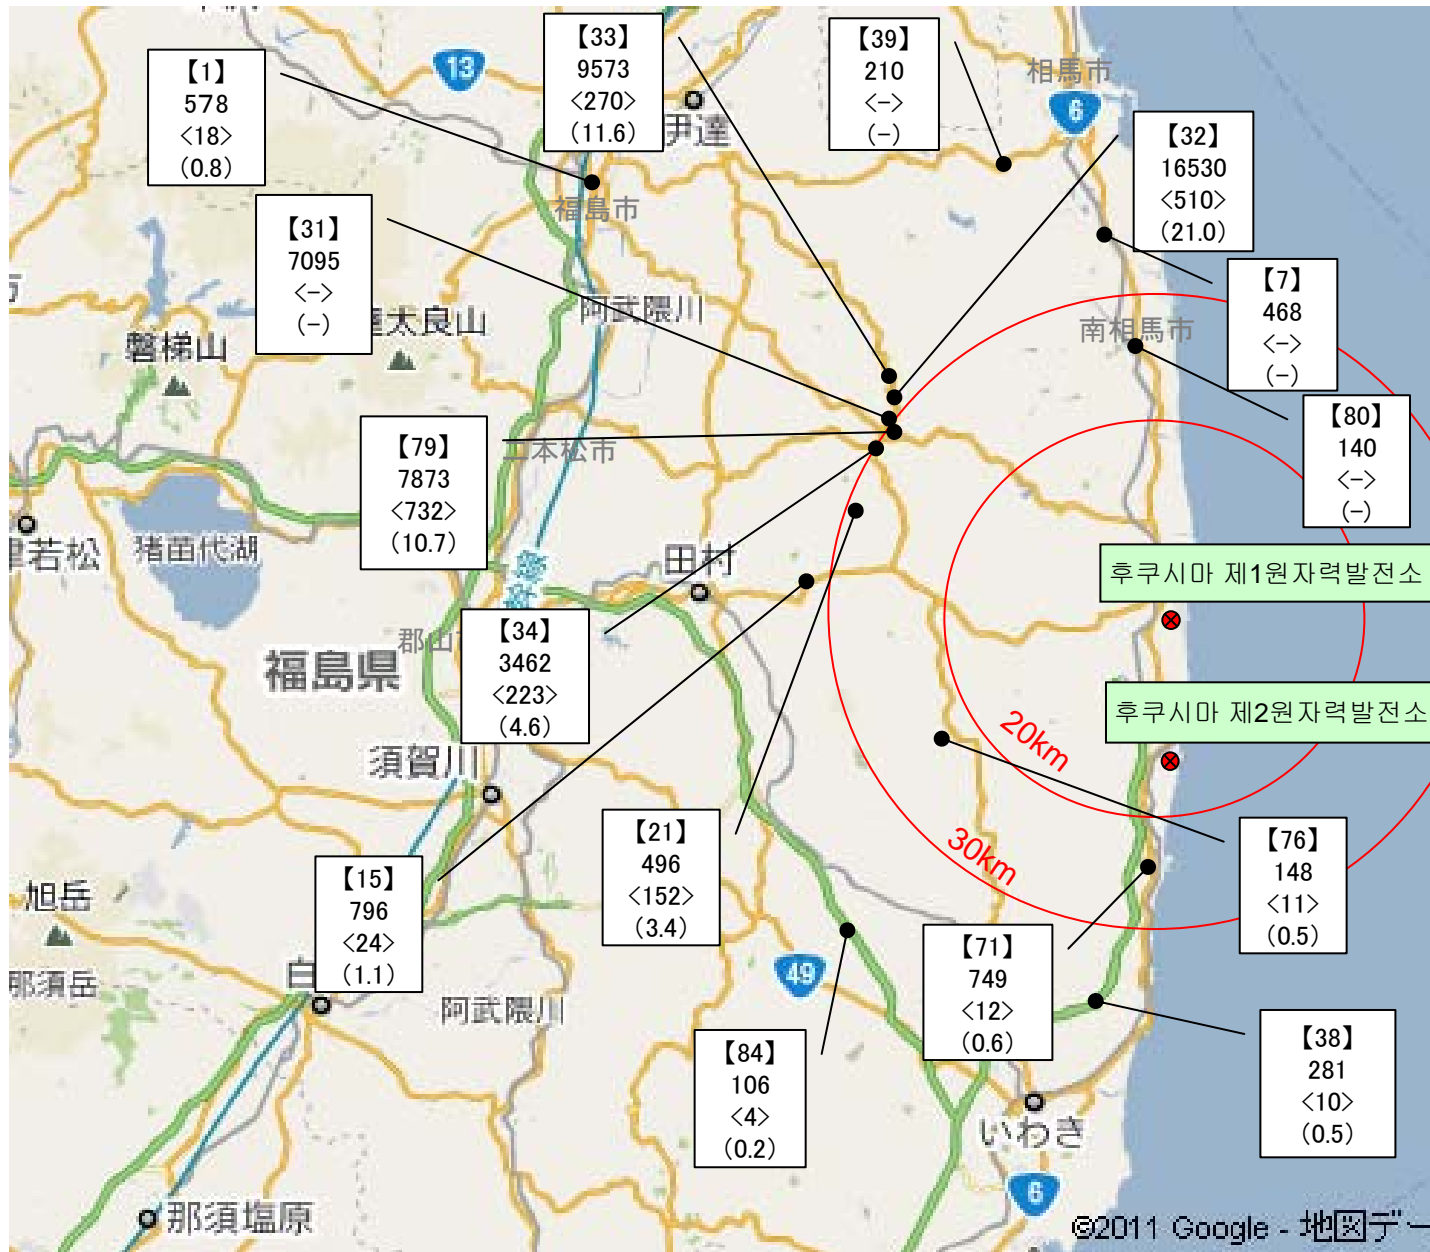 【33】
9573
<270>
(11.6)
【39】
210
<->
(-)
【1】
578
<18>
(0.8)
13
相馬市
6
伊達
【32】
16530
<510>
(21.0)
福島市
【31】
7095
<->
(-)
【7】
468
<->
(-)
阿武隈川
達太良山
南相馬市
磐梯山
【80】
140
<->
(-)
【79】
7873
<732>
(10.7)
二本松市
猪苗代湖
津若松
田村
후쿠시마 제1원자력발전소
【34】
3462
<223>
(4.6)
郡山
福島県
후쿠시마 제2원자력발전소
20km
須賀川
【21】
496
<152>
(3.4)
30km
【76】
148
<11>
(0.5)
【15】
796
<24>
(1.1)
旭岳
那須岳
白
49
【71】
749
<12>
(0.6)
阿武隈川
【38】
281
<10>
(0.5)
【84】
106
<4>
(0.2)
いわき
6
那須塩原
©2011 Google - 地図デー